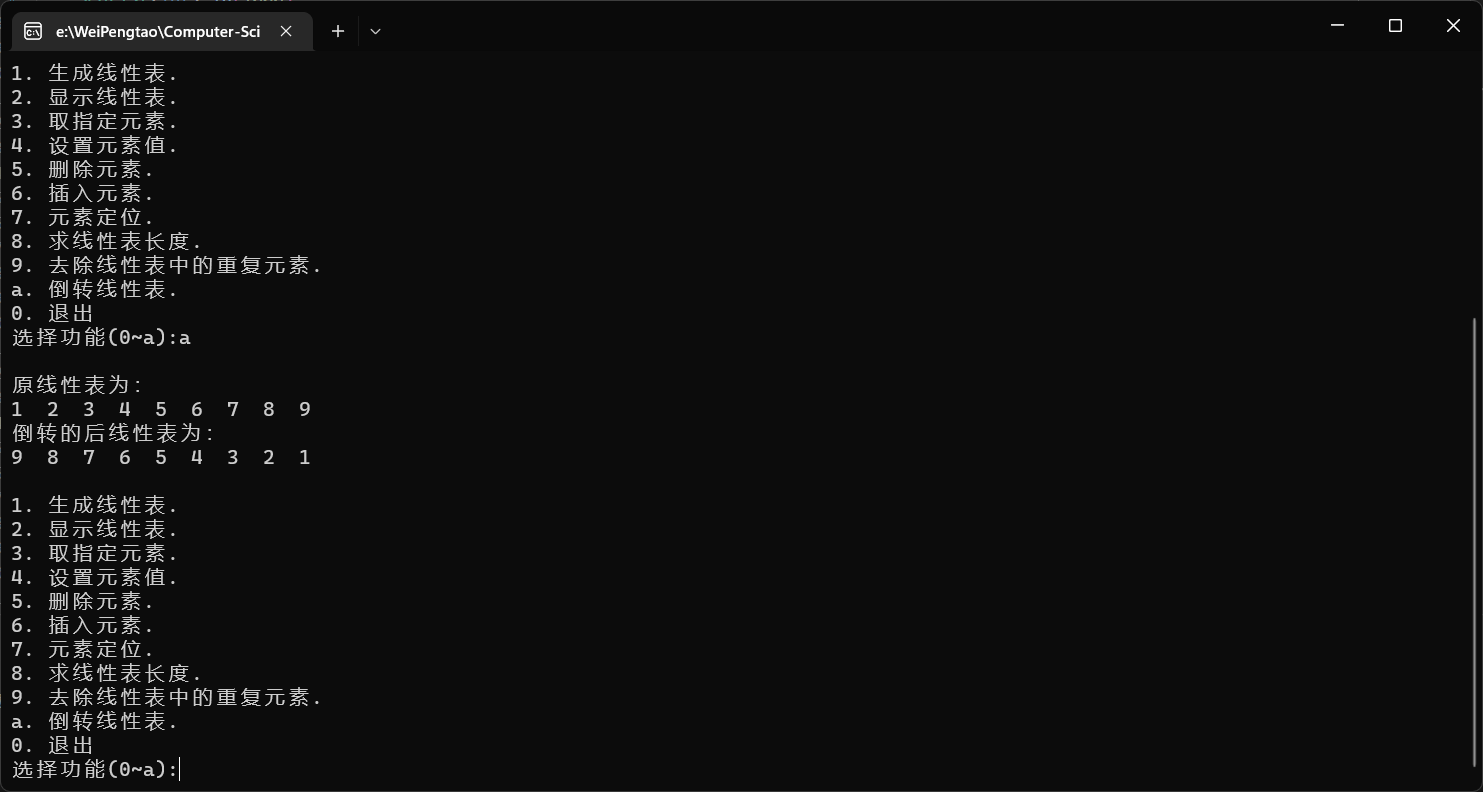 e:\WeiPengtao\Computer-Sci
1. 生成线性表.
2. 显示线性表.
3. 取指定元素.
4. 设置元素值.
5. 删除元素.
6. 插入元素.
7. 元素定位.
8. 求线性表长度.
9. 去除线性表中的重复元素.
a. 倒转线性表.
0. 退出
选择功能(0~a):a
原线性表为:
1  2  3  4  5  6  7  8  9
倒转的后线性表为:
9  8  7  6  5  4  3  2  1
1. 生成线性表.
2. 显示线性表.
3. 取指定元素.
4. 设置元素值.
5. 删除元素.
6. 插入元素.
7. 元素定位.
8. 求线性表长度.
9. 去除线性表中的重复元素.
a. 倒转线性表.
0. 退出
选择功能(0~a):